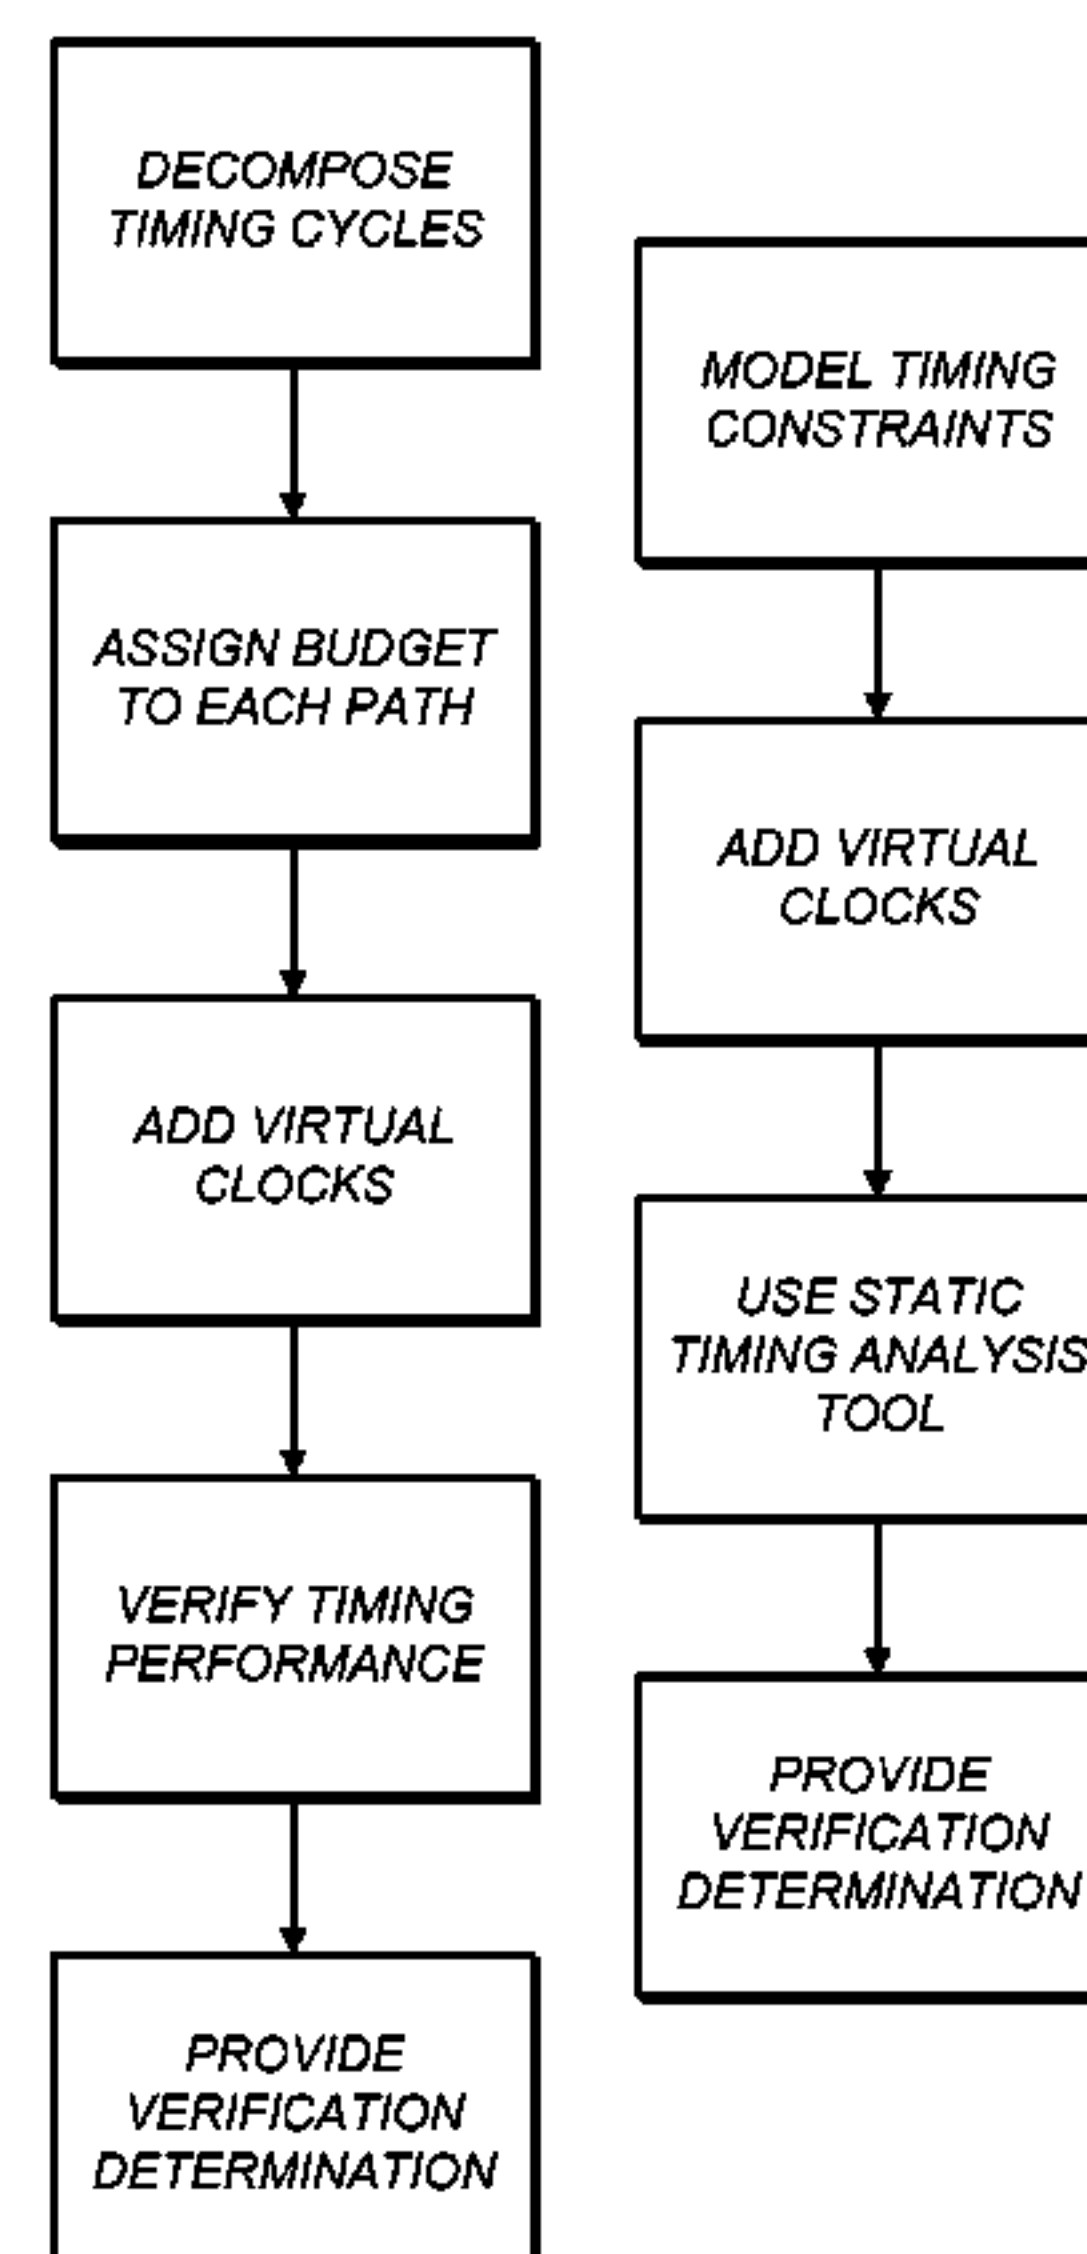 DECOMPOSE
TIMING CYCLES
ASSIGN BUDGET
TO EACH PATH
ADD VIRTUAL
CLOCKS
VERIFY TIMING
PERFORMANCE
PROVIDE
VERIFICATION
DETERMINATION
MODEL TIMING
CONSTRAINTS
ADD VIRTUAL
CLOCKS
USE STATIC
TIMING ANALYSIS
TOOL
PROVIDE
VERIFICATION
DETERMINATION